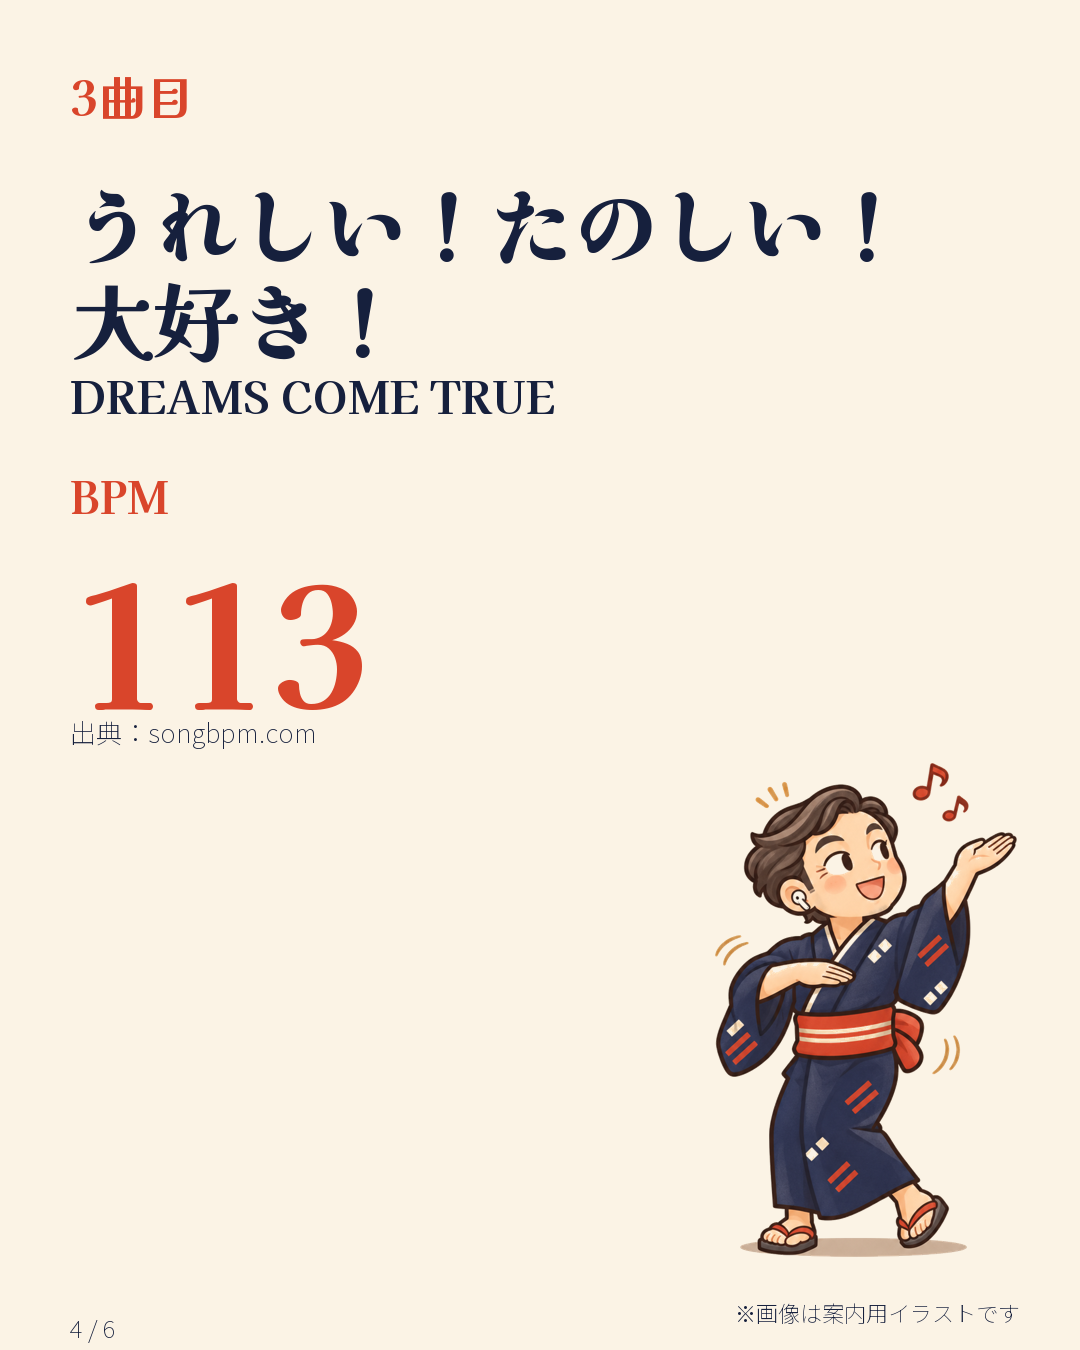 3曲目
うれしい！たのしい！
大好き！
DREAMS COME TRUE
BPM
113
出典：songbpm.com
※画像は案内用イラストです
4 / 6